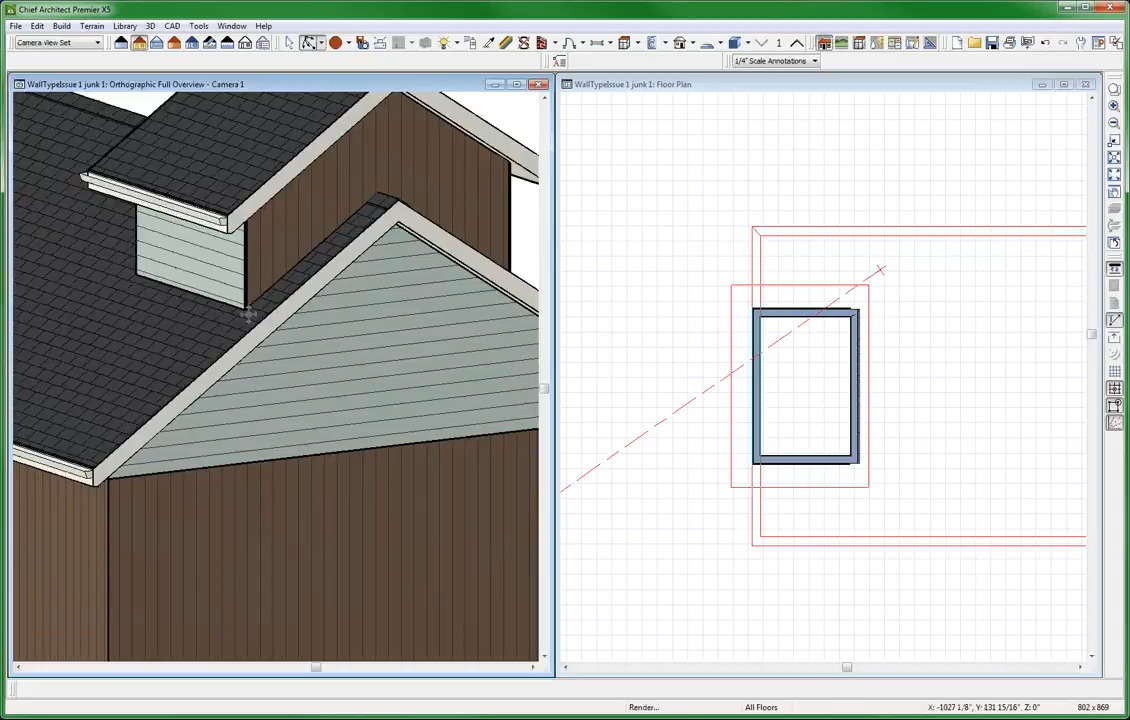 Chief Architect Premier X5
File Edit Build Terrain Library 3D CAD Tools Window Help
Camera view Set
1
1/4" Scale Annotations
WallTypeIssue 1 junk 1: Orthographic Full Overview - Camera 1
WallTypeIssue 1 junk 1: Floor Plan
Render... All Floors X: -1027 1/8", Y: 131 15/16", Z: 0" 802 x 869